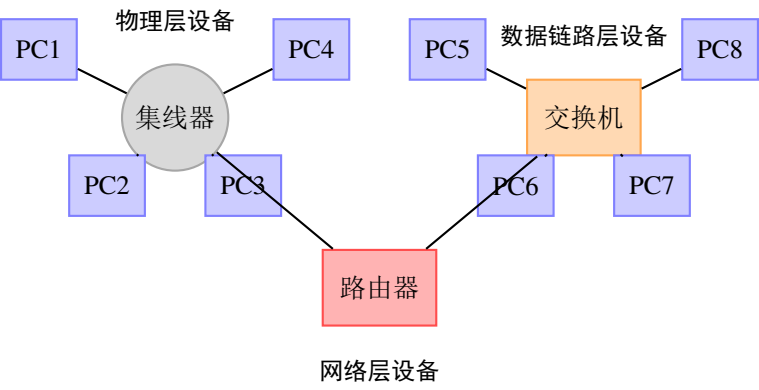 物理层设备
数据链路层设备
PC1
PC4
PC5
PC8
集线器
交换机
PC2
PC3
PC6
PC7
路由器
网络层设备